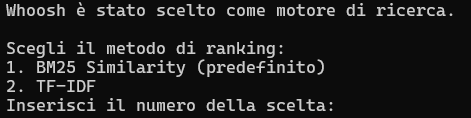 Whoosh è stato scelto come motore di ricerca.
Scegli il metodo di ranking:
1. BM25 Similarity (predefinito)
2. TF-IDF
Inserisci il numero della scelta: